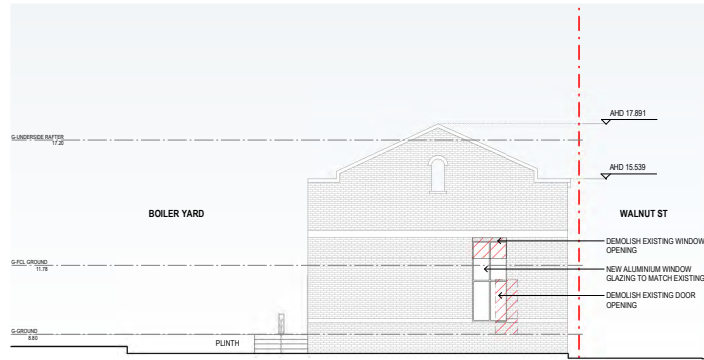 AHD 17.891
G-UNDERSIDE RAFTER
17.20
AHD 15.539
BOILER YARD
WALNUT ST
DEMOLISH EXISTING WINDOW
OPENING
G-FCL GROUND
11.78
NEW ALUMINIUM WINDOW
GLAZING TO MATCH EXISTING
DEMOLISH EXISTING DOOR
OPENING
G-GROUND
8.80
PLINTH